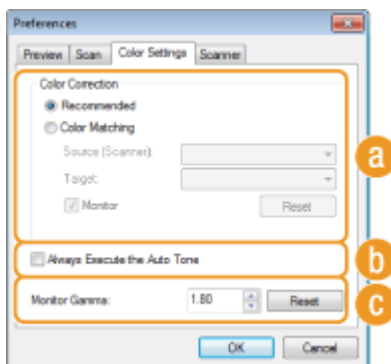 Preferences
Preview Scan Color Settings Scanner
Color Correction
Recommended
Color Matching
Source (Scanner):
Target:
Monitor Reset
a
Always Execute the Auto Tone
b
Monitor Gamma: 1.80 Reset
c
OK Cancel